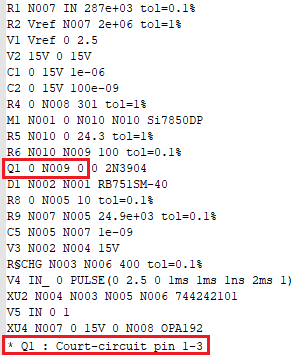 R1 N007 IN 287e+03 tol=0.1%
R2 Vref N007 2e+06 tol=1%
V1 Vref 0 2.5
V2 15V 0 15V
C1 0 15V 1e-06
C2 0 15V 100e-09
R4 0 N008 301 tol=1%
M1 N001 0 N010 N010 Si7850DP
R5 N010 0 24.3 tol=1%
R6 N010 N009 100 tol=0.1%
Q1 0 N009 0 0 2N3904
D1 N002 N001 RB751SM-40
R8 0 N005 10 tol=0.1%
R9 N007 N005 24.9e+03 tol=0.1%
C5 N005 N007 1e-09
V3 N002 N004 15V
R§CHG N003 N006 400 tol=0.1%
V4 IN_ 0 PULSE(0 2.5 0 1ms 1ms 1ns 2ms 1)
XU2 N004 N003 N005 N006 744242101
V5 IN 0 1
XU4 N007 0 15V 0 N008 OPA192
* Q1 : Court-circuit pin 1-3